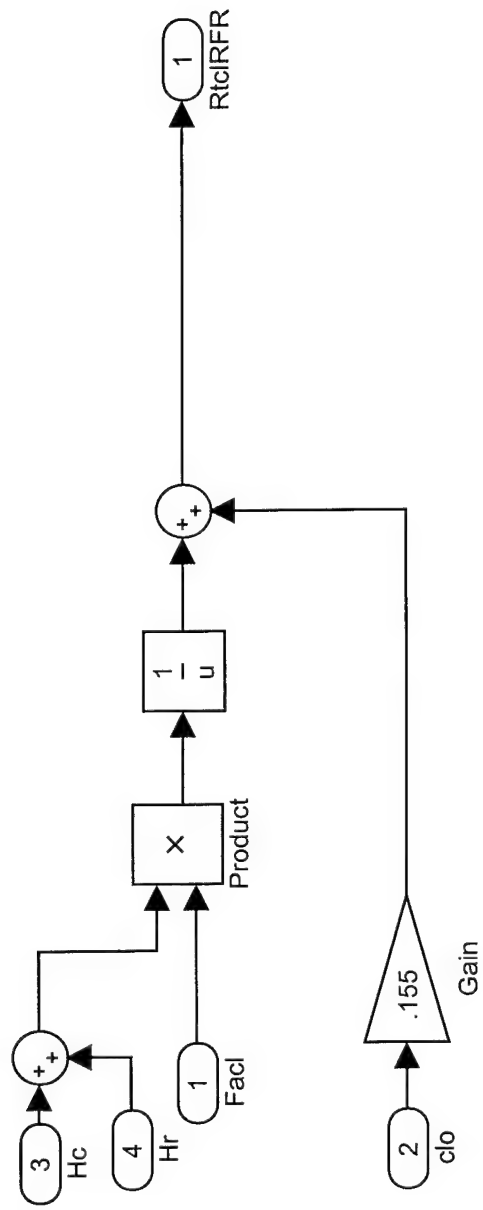 3
Hc
+
+
4
Hr
1
Facl
×
Product
1
u
+
+
1
RtclRFR
2
clo
.155
Gain